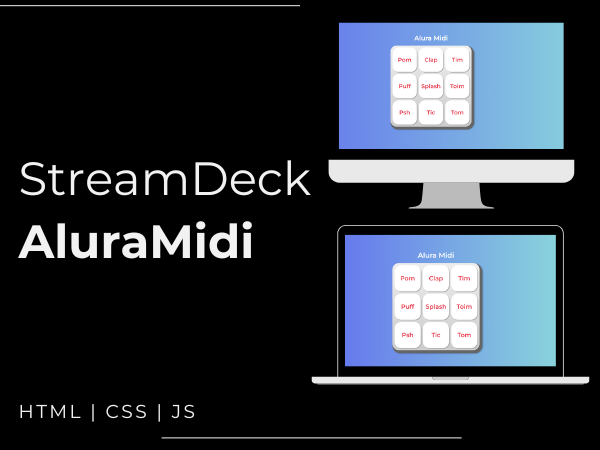 StreamDeck
AluraMidi
HTML | CSS | JS
Alura Midi
Pom Clap Tim
Puff Splash Toim
Psh Tic Tom
Alura Midi
Pom Clap Tim
Puff Splash Toim
Psh Tic Tom